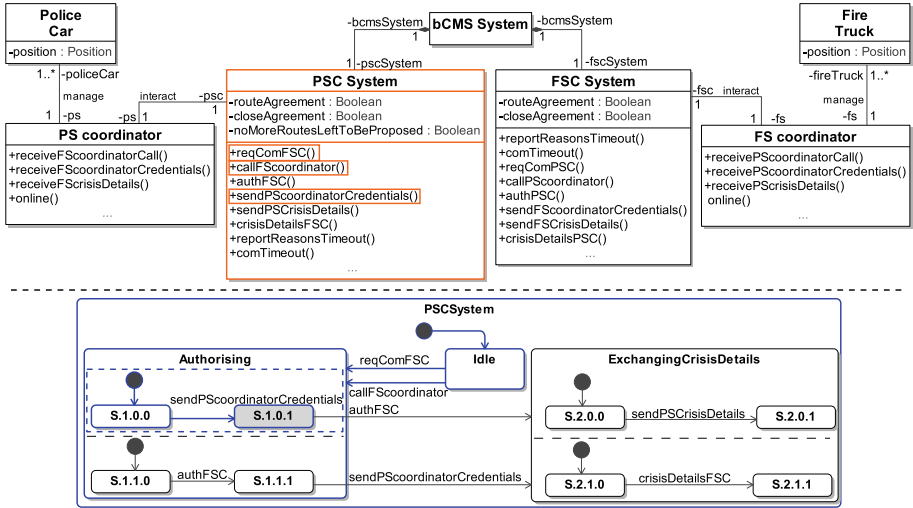 Police
Car
-position : Position
1..*
-policeCar
manage
1
-ps
PS coordinator
+receiveFScoordinatorCall()
+receiveFScoordinatorCredentials()
+receiveFScrisisDetails()
+online()
...
interact
-psc
-ps
1
1
-bcmsSystem
1
bCMS System
-bcmsSystem
1
1
-pscSystem
1
-fscSystem
PSC System
-routeAgreement : Boolean
-closeAgreement : Boolean
-noMoreRoutesLeftToBeProposed : Boolean
+reqComFSC()
+callFScoordinator()
+authFSC()
+sendPScoordinatorCredentials()
+sendPSCrisisDetails()
+crisisDetailsFSC()
+reportReasonsTimeout()
+comTimeout()
...
FSC System
-routeAgreement : Boolean
-closeAgreement : Boolean
+reportReasonsTimeout()
+comTimeout()
+reqComPSC()
+callPScoordinator()
+authPSC()
+sendFScoordinatorCredentials()
+sendFSCrisisDetails()
+crisisDetailsPSC()
...
-fsc
interact
1
1
-fs
Fire
Truck
-position : Position
-fireTruck
1..*
manage
-fs
1
FS coordinator
+receivePScoordinatorCall()
+receivePScoordinatorCredentials()
+receivePScrisisDetails()
online()
...
PSCSystem
Authorising
reqComFSC
Idle
ExchangingCrisisDetails
callFScoordinator
sendPScoordinatorCredentials
authFSC
S.1.0.0
S.1.0.1
sendPSCrisisDetails
S.2.0.0
S.2.0.1
authFSC
sendPScoordinatorCredentials
S.1.1.0
S.1.1.1
crisisDetailsFSC
S.2.1.0
S.2.1.1